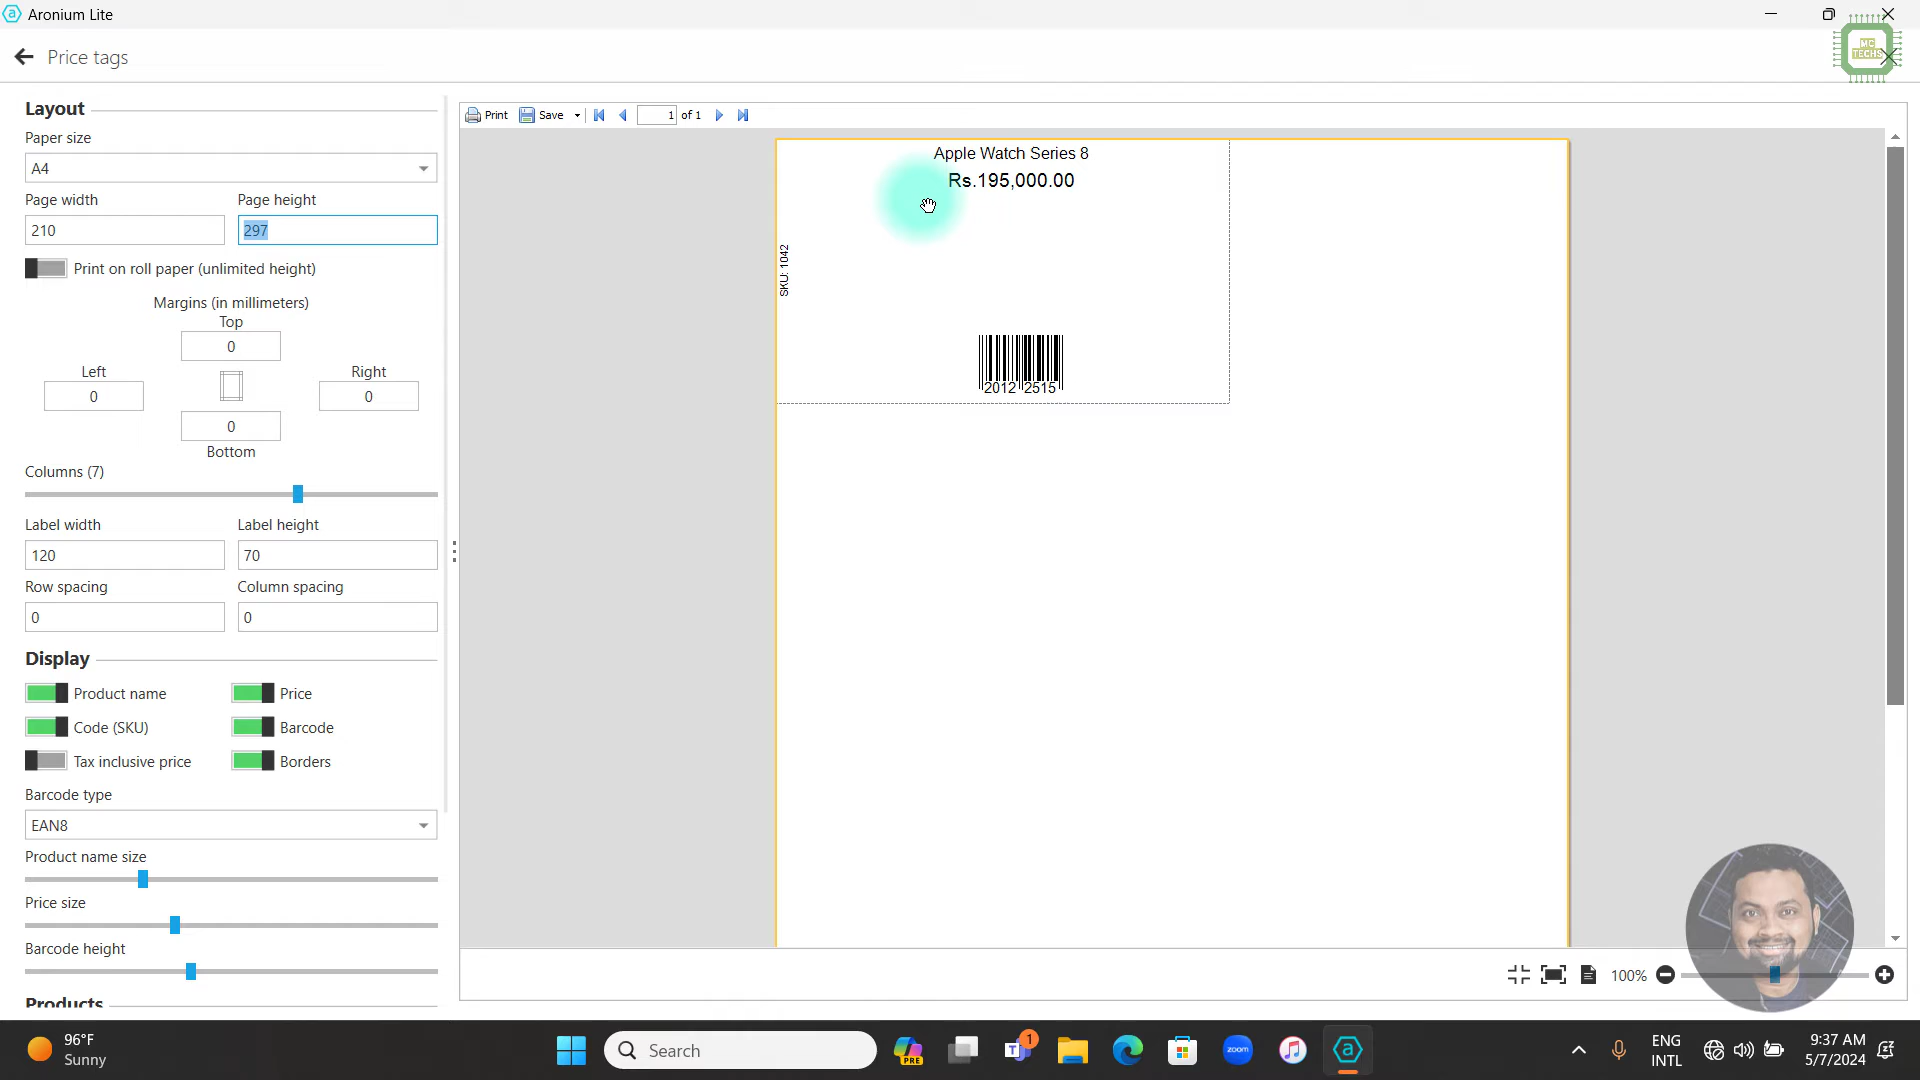 Aronium Lite
Price tags
MC
TECHS
Layout
Paper size
A4
Page width
Page height
210
297
Print on roll paper (unlimited height)
Margins (in millimeters)
Top
0
Left
Right
0
0
0
Bottom
Columns (7)
Label width
Label height
120
70
Row spacing
Column spacing
0
0
Display
Product name
Price
Code (SKU)
Barcode
Tax inclusive price
Borders
Barcode type
EAN8
Product name size
Price size
Barcode height
Products
Print
Save
1
of 1
Apple Watch Series 8
Rs.195,000.00
SKU: 1042
2012 2515
100%
96°F
Sunny
Search
PRE
1
zoom
ENG
INTL
9:37 AM
5/7/2024